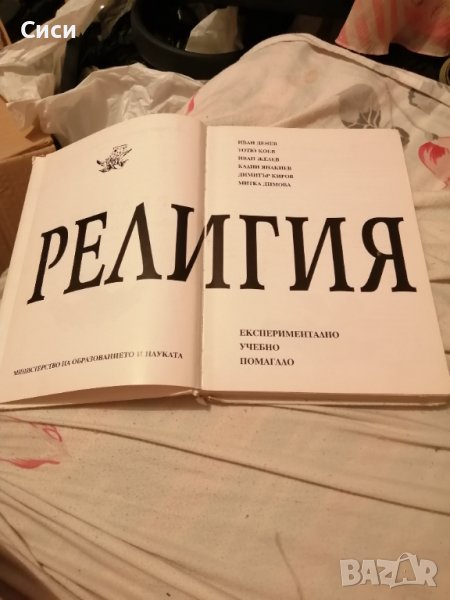 Сиси
ИВАН ДЕНЕВ
ТОТЮ КОЕВ
ИВАН ЖЕЛЕВ
КАЛИН ЯНАКИЕВ
ДИМИТЪР КИРОВ
МИТКА ДИМОВА
РЕЛИГИЯ
ЕКСПЕРИМЕНТАЛНО
УЧЕБНО
ПОМАГАЛО
МИНИСТЕРСТВО НА ОБРАЗОВАНИЕТО И НАУКАТА
BAZAR